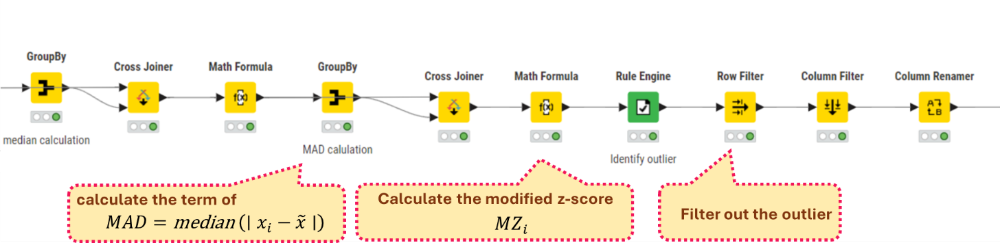 GroupBy
Cross Joiner
Math Formula
GroupBy
Cross Joiner
Math Formula
Rule Engine
Row Filter
Column Filter
Column Renamer
f(x)
f(x)
A
B
median calculation
MAD calulation
Identify outlier
calculate the term of
MAD = median (| xᵢ − x̃ |)
Calculate the modified z-score
MZᵢ
Filter out the outlier